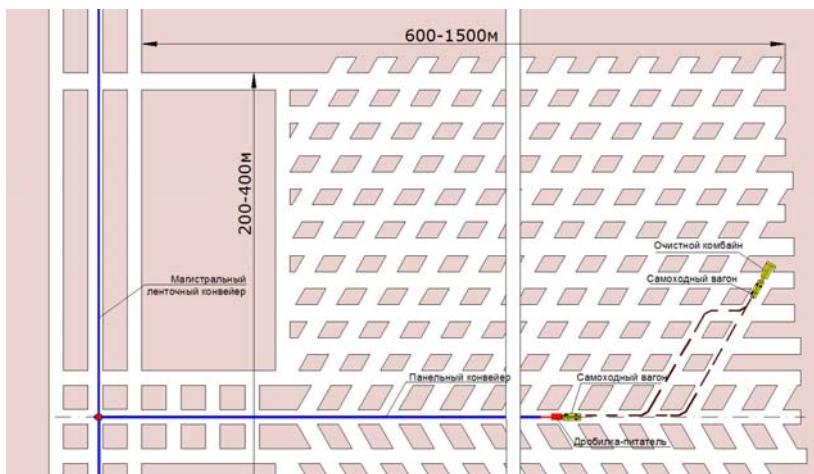 600-1500м
200-400м
Очистной комбайн
Самоходный вагон
Магистральный
ленточный конвейер
Панельный конвейер
Самоходный вагон
Дробилка-питатель